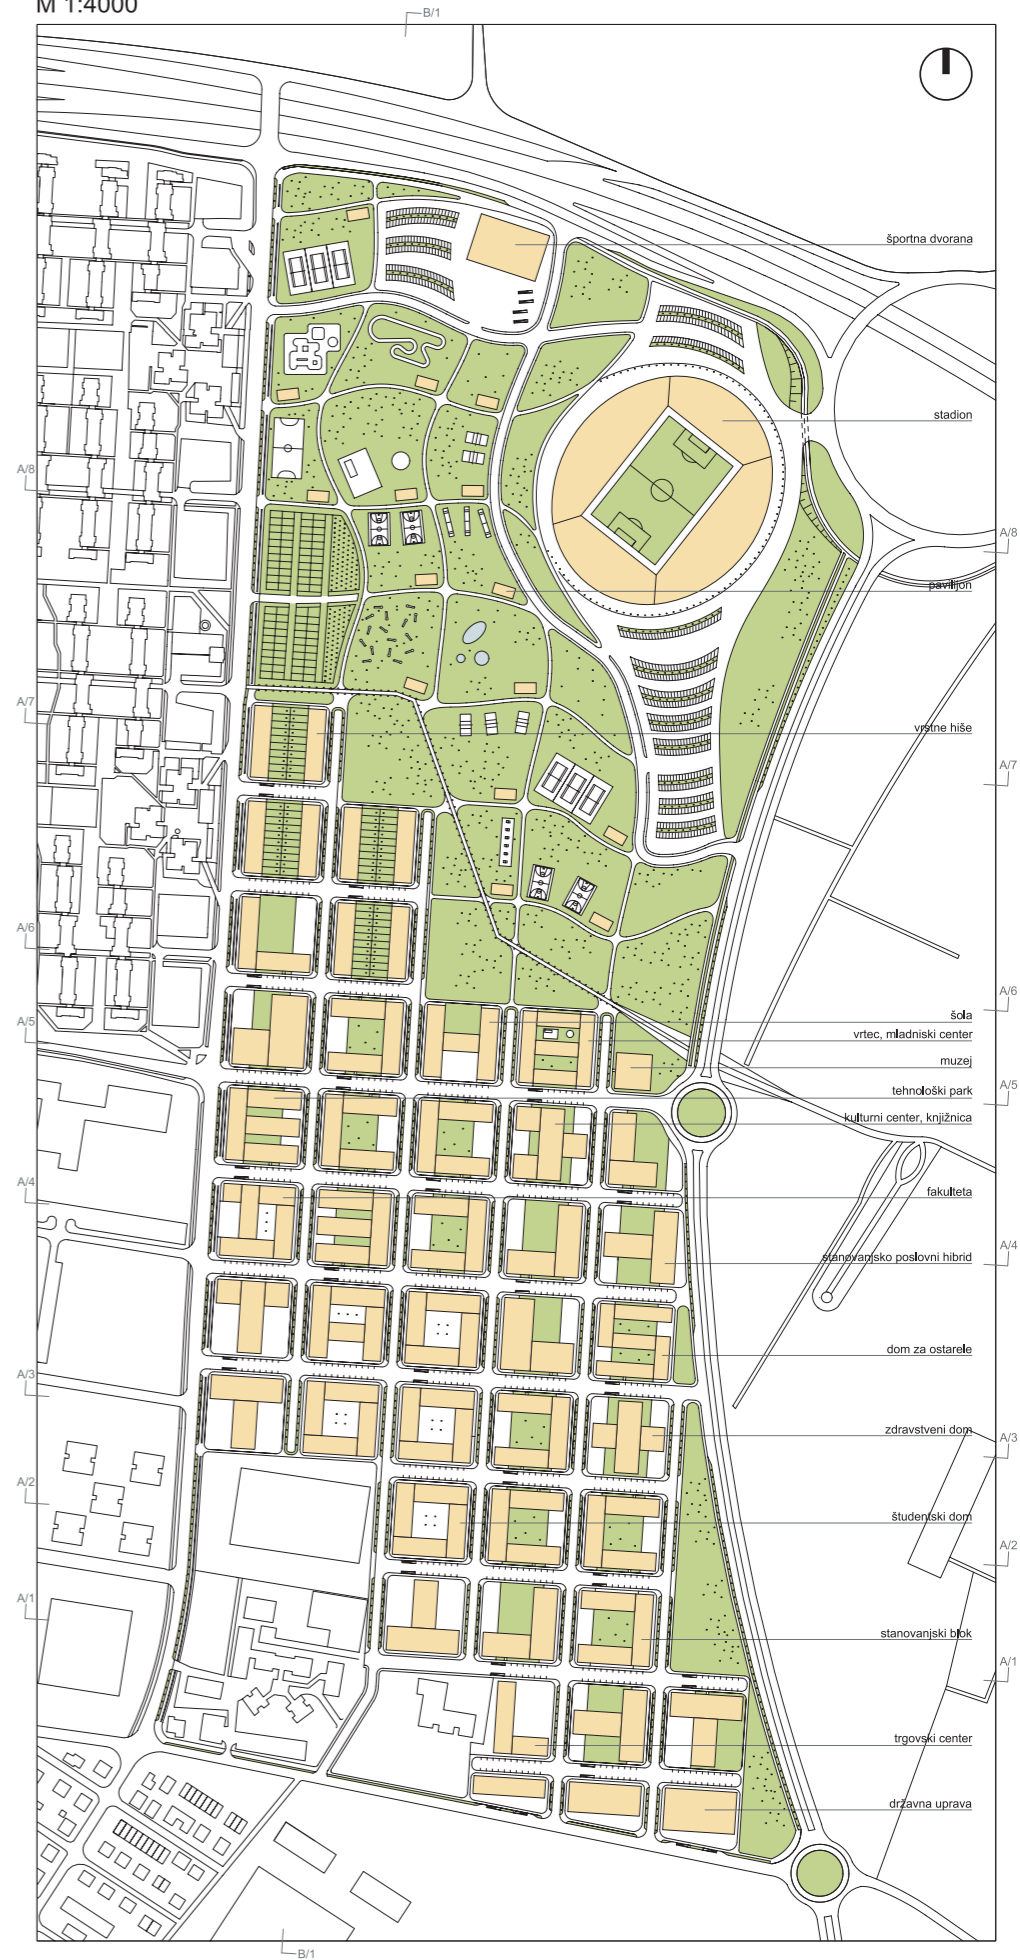 M 1:4000
B/1
športna dvorana
stadion
A/8
A/8
pavilijon
A/7
vrstne hiše
A/7
A/6
A/6
A/5
šola
vrtec, mladniski center
muzej
A/5
tehnološki park
kulturni center, knjižnica
A/4
fakulteta
A/4
stanovanjsko poslovni hibrid
dom za ostarele
A/3
zdravstveni dom
A/3
A/2
študentski dom
A/2
A/1
stanovanjski blok
A/1
trgovski center
državna uprava
B/1